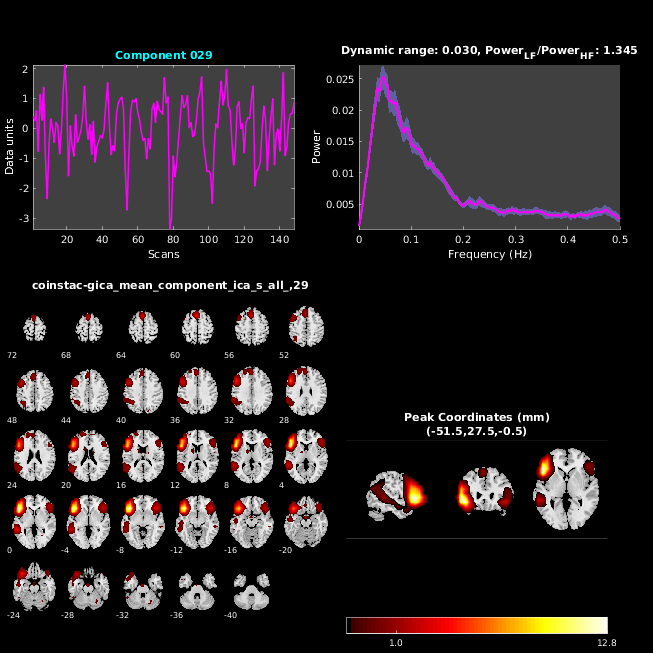 Component 029
2
1
0
-1
-2
-3
Data units
20 40 60 80 100 120 140
Scans
Dynamic range: 0.030, PowerLF/PowerHF: 1.345
0.025
0.02
0.015
0.01
0.005
Power
0 0.1 0.2 0.3 0.4 0.5
Frequency (Hz)
coinstac-gica_mean_component_ica_s_all_,29
72 68 64 60 56 52
48 44 40 36 32 28
24 20 16 12 8 4
0 -4 -8 -12 -16 -20
-24 -28 -32 -36 -40
Peak Coordinates (mm)
(-51.5,27.5,-0.5)
1.0 12.8